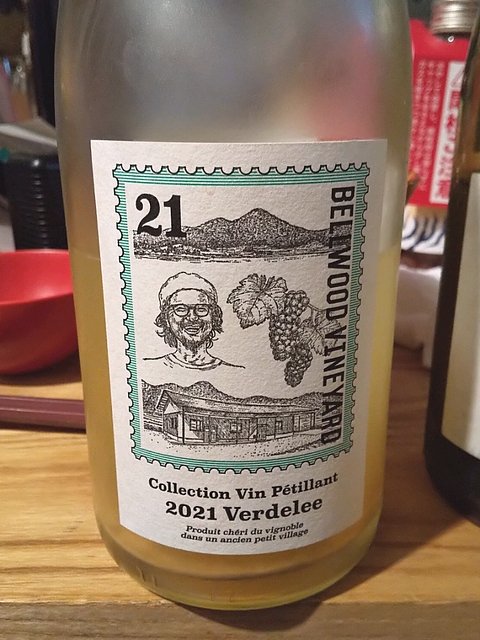 21
BELLWOOD VINEYARD
Collection Vin Pétillant
2021 Verdelee
Produit chéri du vignoble
dans un ancien petit village